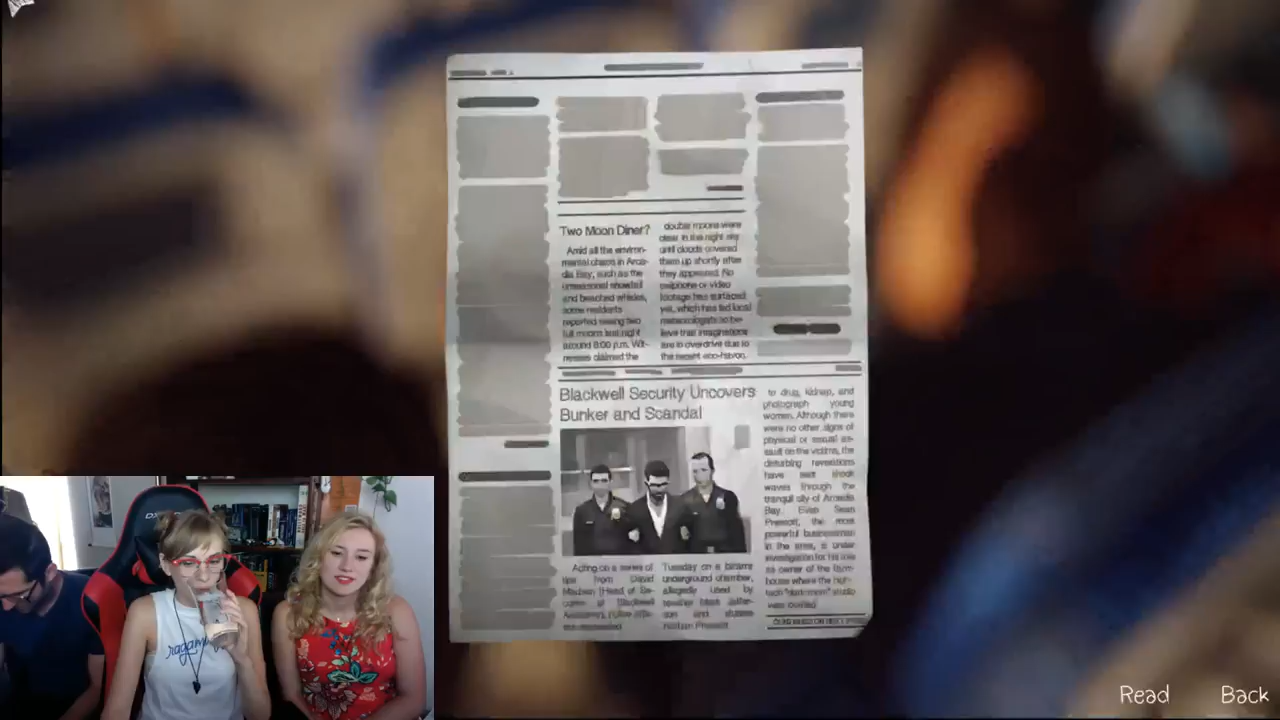 Two Moon Diner?
Amid all the environ-
mental chaos in Arca-
dia Bay, such as the
unseasonal snowfall
and beached whales,
some residents
reported seeing two
full moons last night
around 8:00 p.m. Wit-
nesses claimed the
double moons were
clear in the night sky
until clouds covered
them up shortly after
they appeared. No
cellphone or video
footage has surfaced
yet, which has led local
meteorologists to be-
lieve that imaginations
are in overdrive due to
the recent eco-havoc.
Blackwell Security Uncovers
Bunker and Scandal
Acting on a series of
tips from David
Madsen (Head of Se-
at Blackwell
Tuesday on a bizarre
underground chamber,
allegedly used by
teacher Mark Jeffer-
son and student
Nathan Prescott
to drug, kidnap, and
photograph young
women. Although there
were no other signs of
physical or sexual as-
sault on the victims, the
disturbing revelations
have sent shock
waves through the
tranquil city of Arcadia
Bay. Even Sean
Prescott, the most
powerful businessman
in the area, is under
investigation for his role
as owner of the farm-
house where the high-
tech "dark room" studio
was
ragamuffin
Read
Back